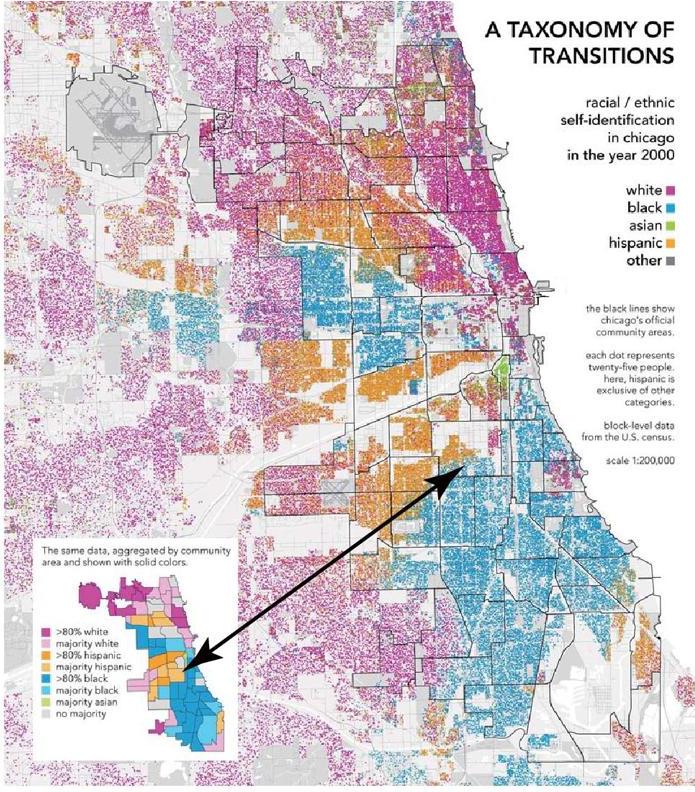 A TAXONOMY OF
TRANSITIONS
racial / ethnic
self-identification
in chicago
in the year 2000
white
black
asian
hispanic
other
the black lines show
chicago's official
community areas.
each dot represents
twenty-five people.
here, hispanic is
exclusive of other
categories.
block-level data
from the U.S. census.
scale 1:200,000
The same data, aggregated by community
area and shown with solid colors.
>80% white
majority white
>80% hispanic
majority hispanic
>80% black
majority black
majority asian
no majority